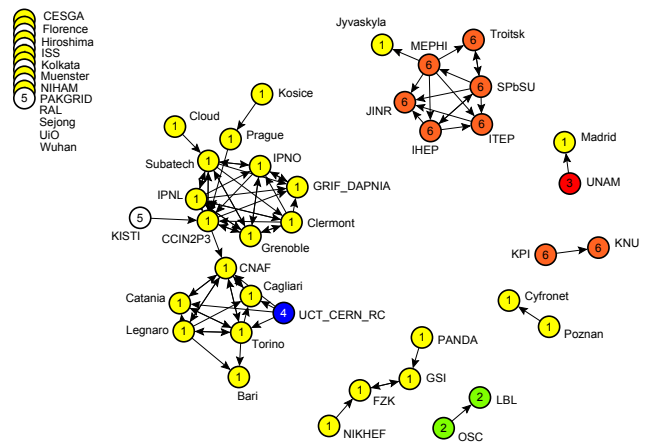 CESGA
Florence
Hiroshima
ISS
Kolkata
Muenster
NIHAM
5 PAKGRID
RAL
Sejong
UiO
Wuhan
Jyvaskyla
1
MEPHI
6
Troitsk
6
6 SPbSU
JINR 6
6 IHEP
6 ITEP
Kosice
1
Cloud
1
Prague
1
Subatech 1
IPNO
1
IPNL 1
1 GRIF_DAPNIA
KISTI 5
CCIN2P3 1
1 Clermont
1 Grenoble
Madrid
1
3 UNAM
KPI 6
6 KNU
1 CNAF
Cagliari
1
Catania 1
4 UCT_CERN_RC
Legnaro 1
1 Torino
1
Bari
1 Cyfronet
1
Poznan
1 PANDA
1 GSI
1 FZK
1
NIKHEF
2 LBL
2
OSC